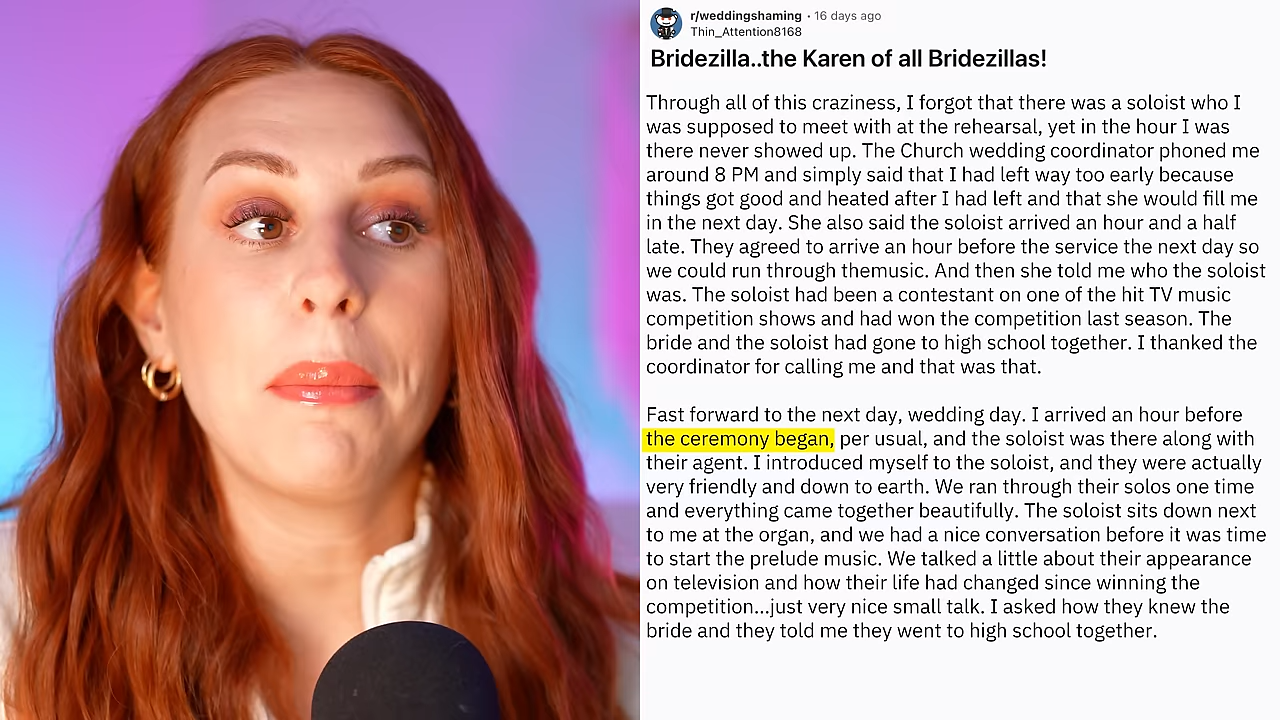 r/weddingshaming • 16 days ago
Thin_Attention8168
Bridezilla..the Karen of all Bridezillas!
Through all of this craziness, I forgot that there was a soloist who I
was supposed to meet with at the rehearsal, yet in the hour I was
there never showed up. The Church wedding coordinator phoned me
around 8 PM and simply said that I had left way too early because
things got good and heated after I had left and that she would fill me
in the next day. She also said the soloist arrived an hour and a half
late. They agreed to arrive an hour before the service the next day so
we could run through themusic. And then she told me who the soloist
was. The soloist had been a contestant on one of the hit TV music
competition shows and had won the competition last season. The
bride and the soloist had gone to high school together. I thanked the
coordinator for calling me and that was that.
Fast forward to the next day, wedding day. I arrived an hour before
the ceremony began, per usual, and the soloist was there along with
their agent. I introduced myself to the soloist, and they were actually
very friendly and down to earth. We ran through their solos one time
and everything came together beautifully. The soloist sits down next
to me at the organ, and we had a nice conversation before it was time
to start the prelude music. We talked a little about their appearance
on television and how their life had changed since winning the
competition...just very nice small talk. I asked how they knew the
bride and they told me they went to high school together.